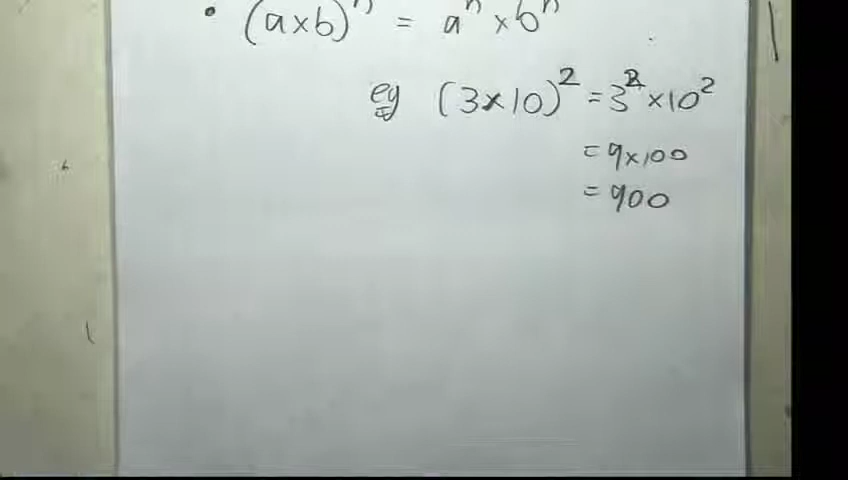 • (a×b)ⁿ = aⁿ × bⁿ
eg (3×10)² = 3² × 10²
= 9×100
= 900